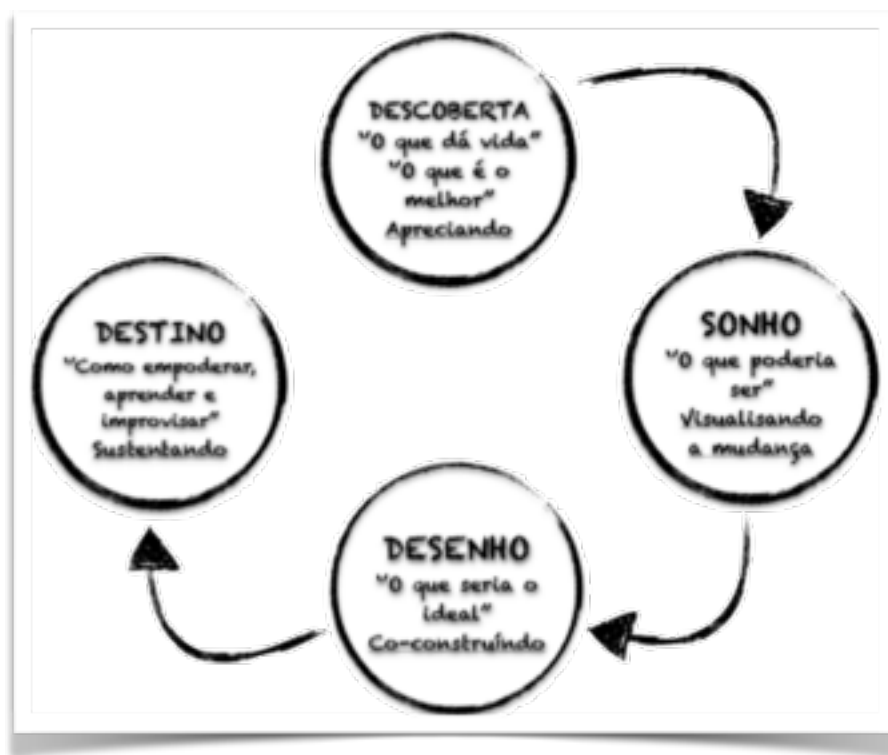 DESCOBERTA
"O que dá vida"
"O que é o
melhor"
Apreciando
SONHO
"O que poderia
ser"
Visualisando
a mudança
DESENHO
"O que seria o
ideal"
Co-construíndo
DESTINO
"Como empoderar,
aprender e
improvisar"
Sustentando